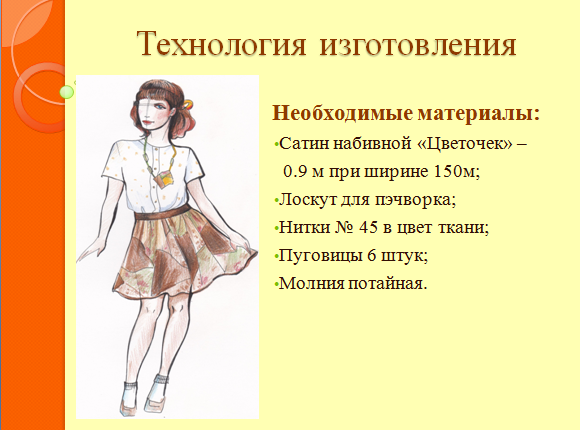 Технология изготовления
Необходимые материалы:
•Сатин набивной «Цветочек» –
0.9 м при ширине 150м;
•Лоскут для пэчворка;
•Нитки № 45 в цвет ткани;
•Пуговицы 6 штук;
•Молния потайная.